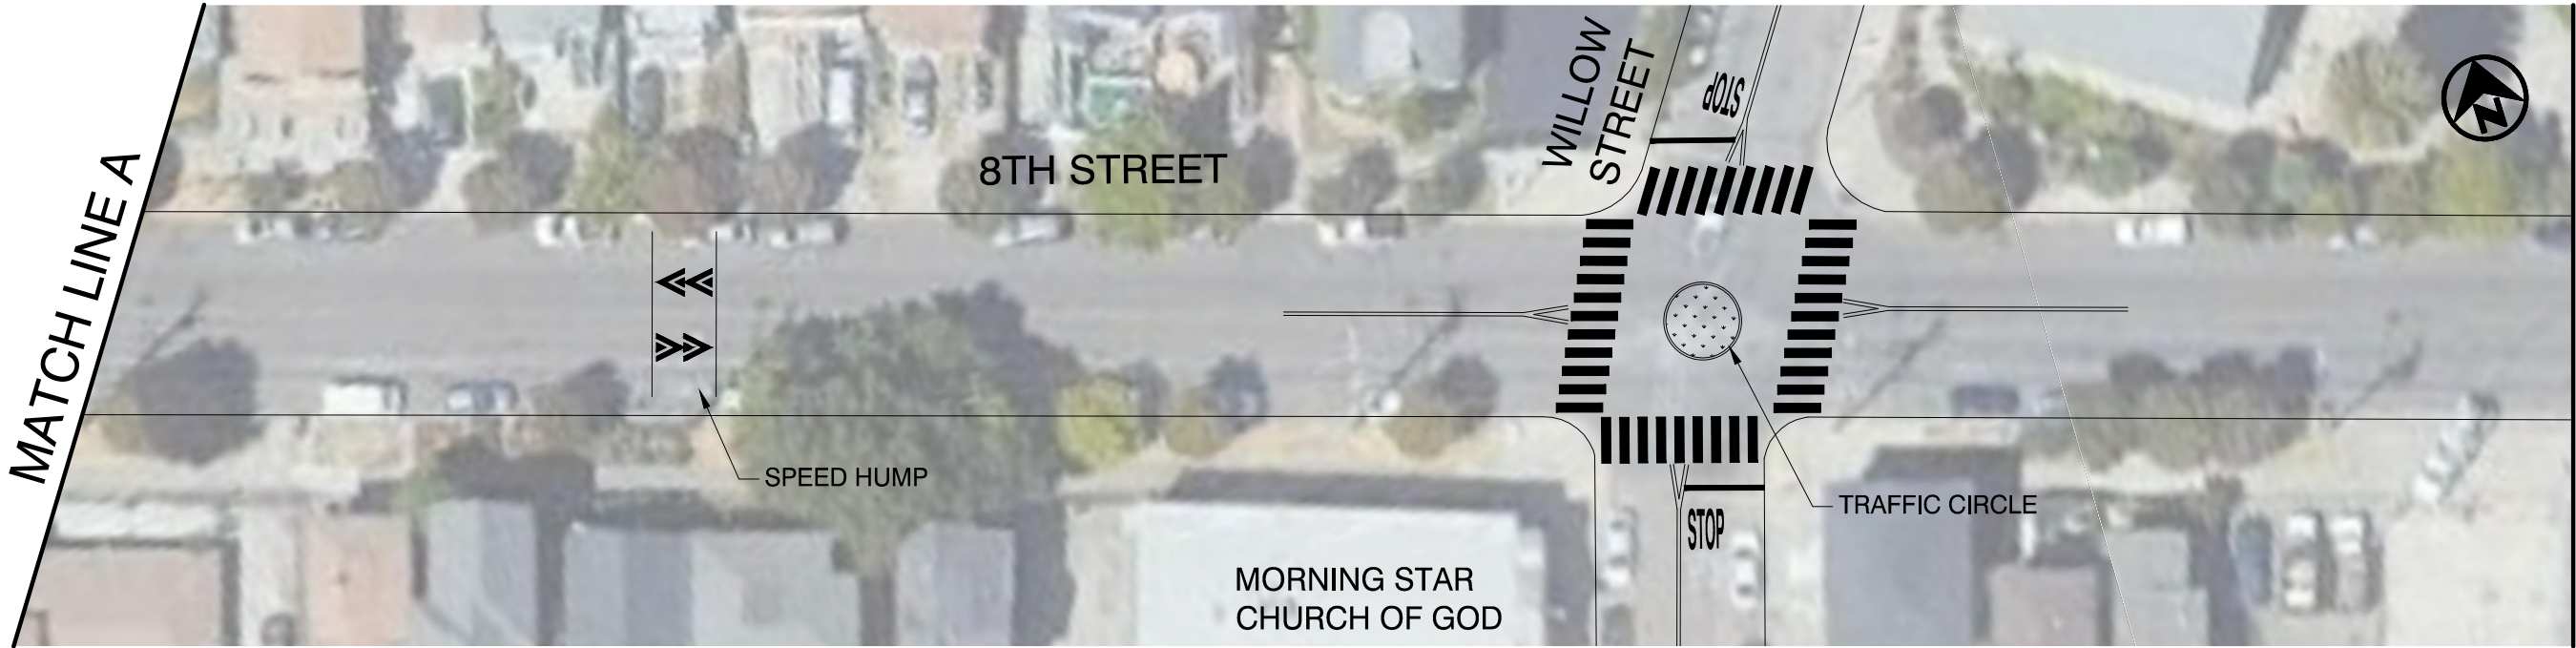 MATCH LINE A
8TH STREET
WILLOW
STREET
STOP
N
SPEED HUMP
TRAFFIC CIRCLE
STOP
MORNING STAR
CHURCH OF GOD